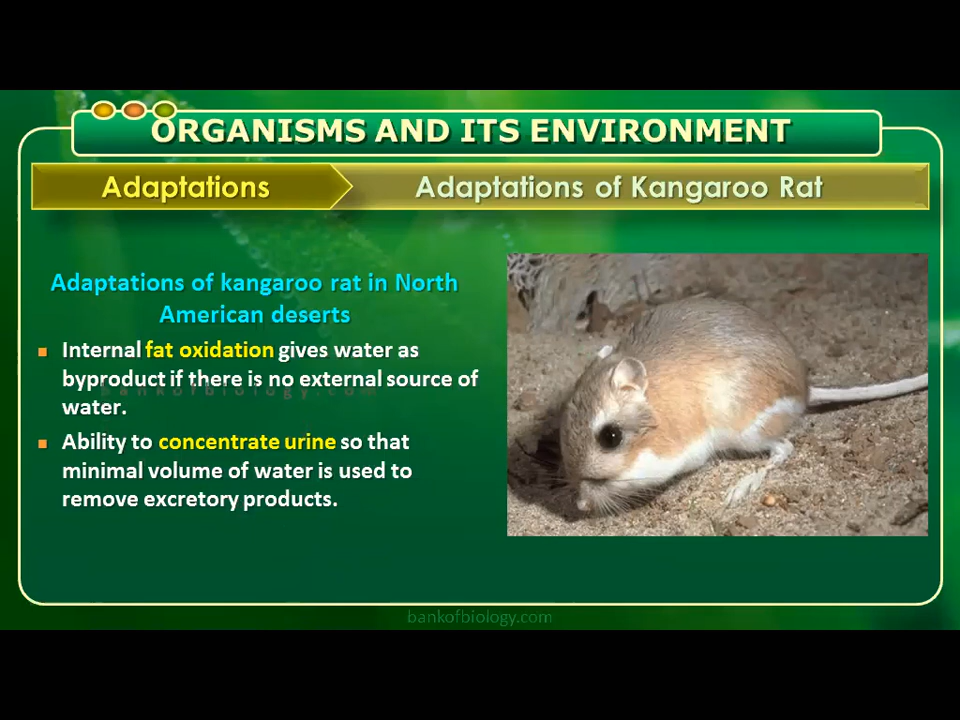 ORGANISMS AND ITS ENVIRONMENT
Adaptations
Adaptations of Kangaroo Rat
Adaptations of kangaroo rat in North
American deserts
Internal fat oxidation gives water as
byproduct if there is no external source of
water.
bankofbiology.com
Ability to concentrate urine so that
minimal volume of water is used to
remove excretory products.
bankofbiology.com